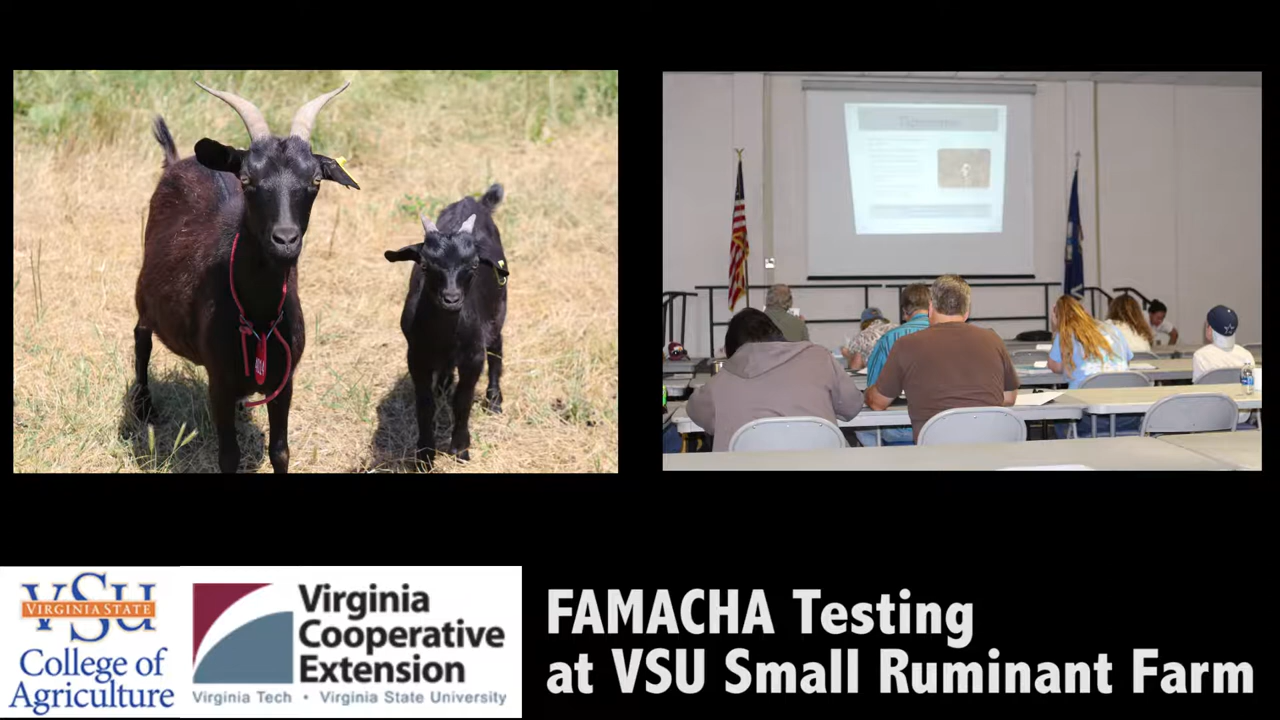 VSU
VIRGINIA STATE
College of
Agriculture
Virginia
Cooperative
Extension
Virginia Tech • Virginia State University
FAMACHA Testing
at VSU Small Ruminant Farm